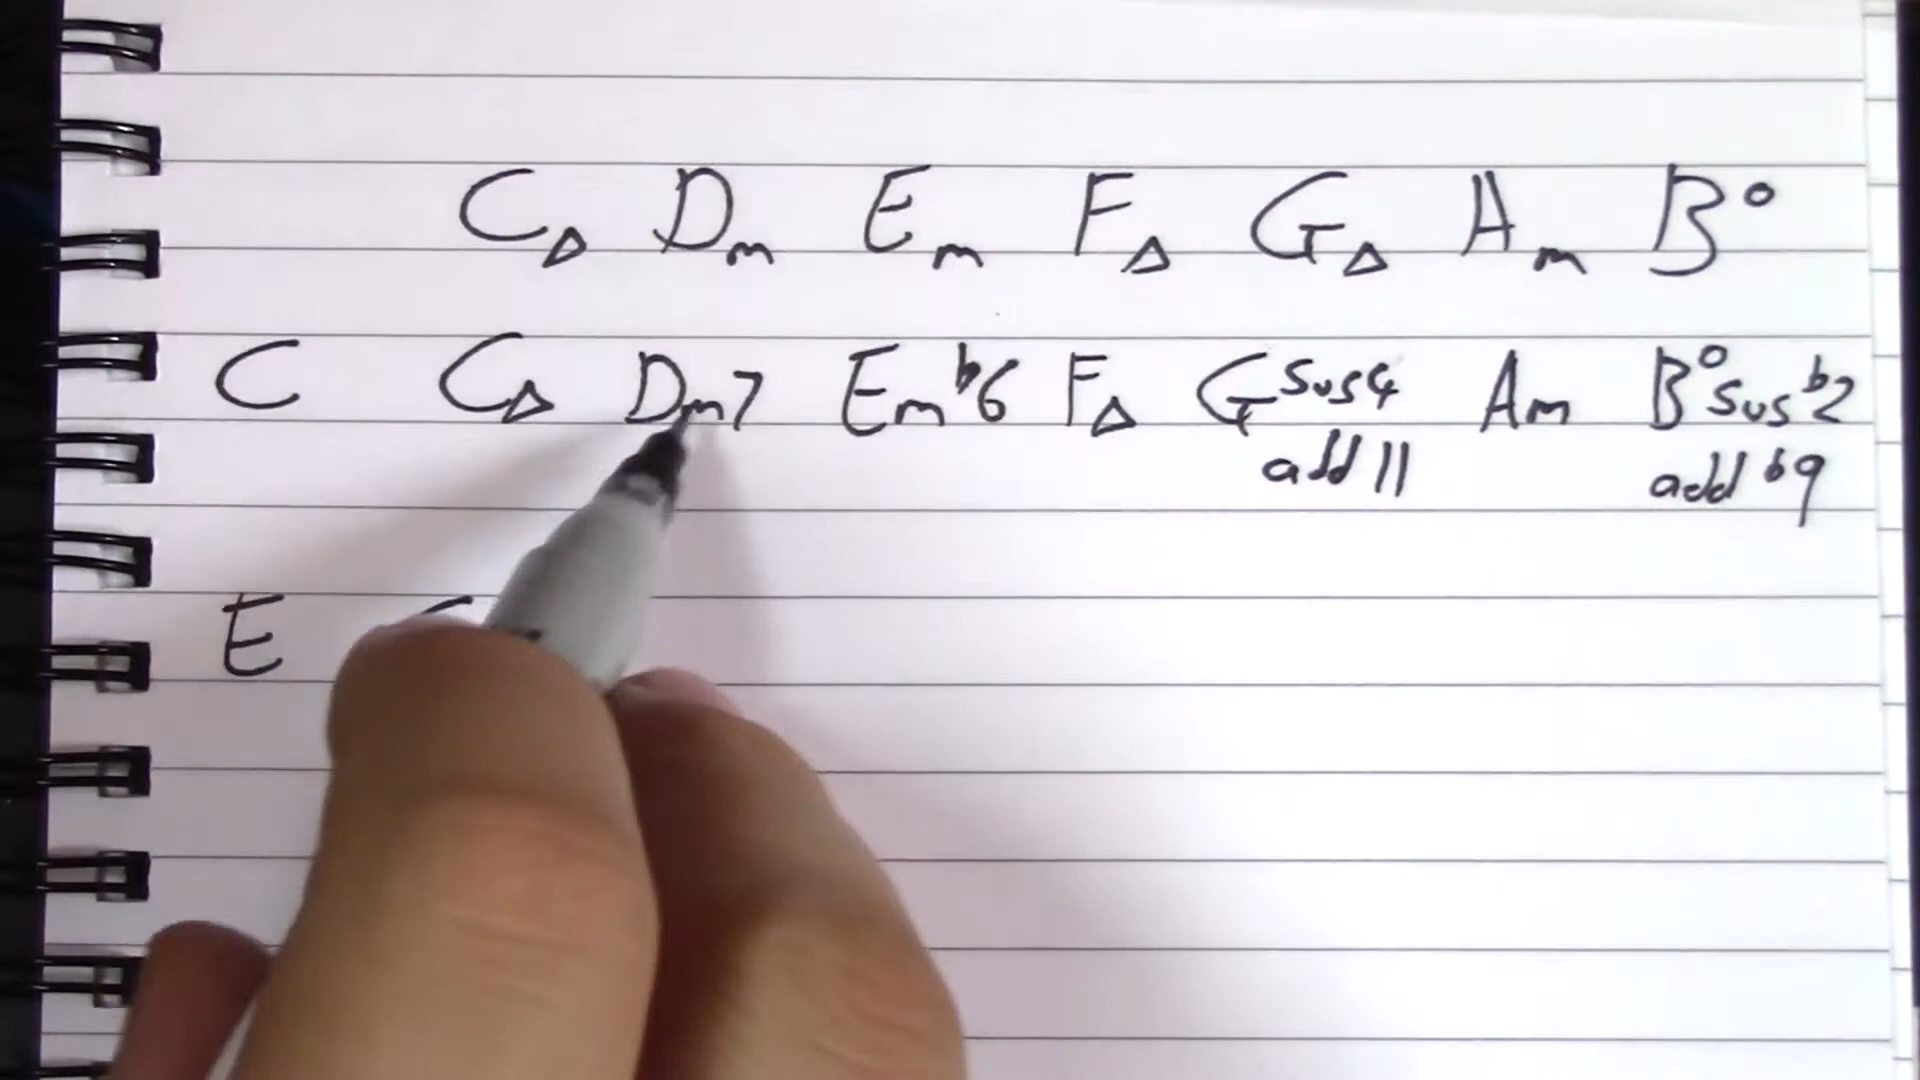 C△ Dm Em F△ G△ Am B°
C C△ Dm7 Em♭6 F△ Gsus4 Am B°sus♭2
add 11 add ♭9
E